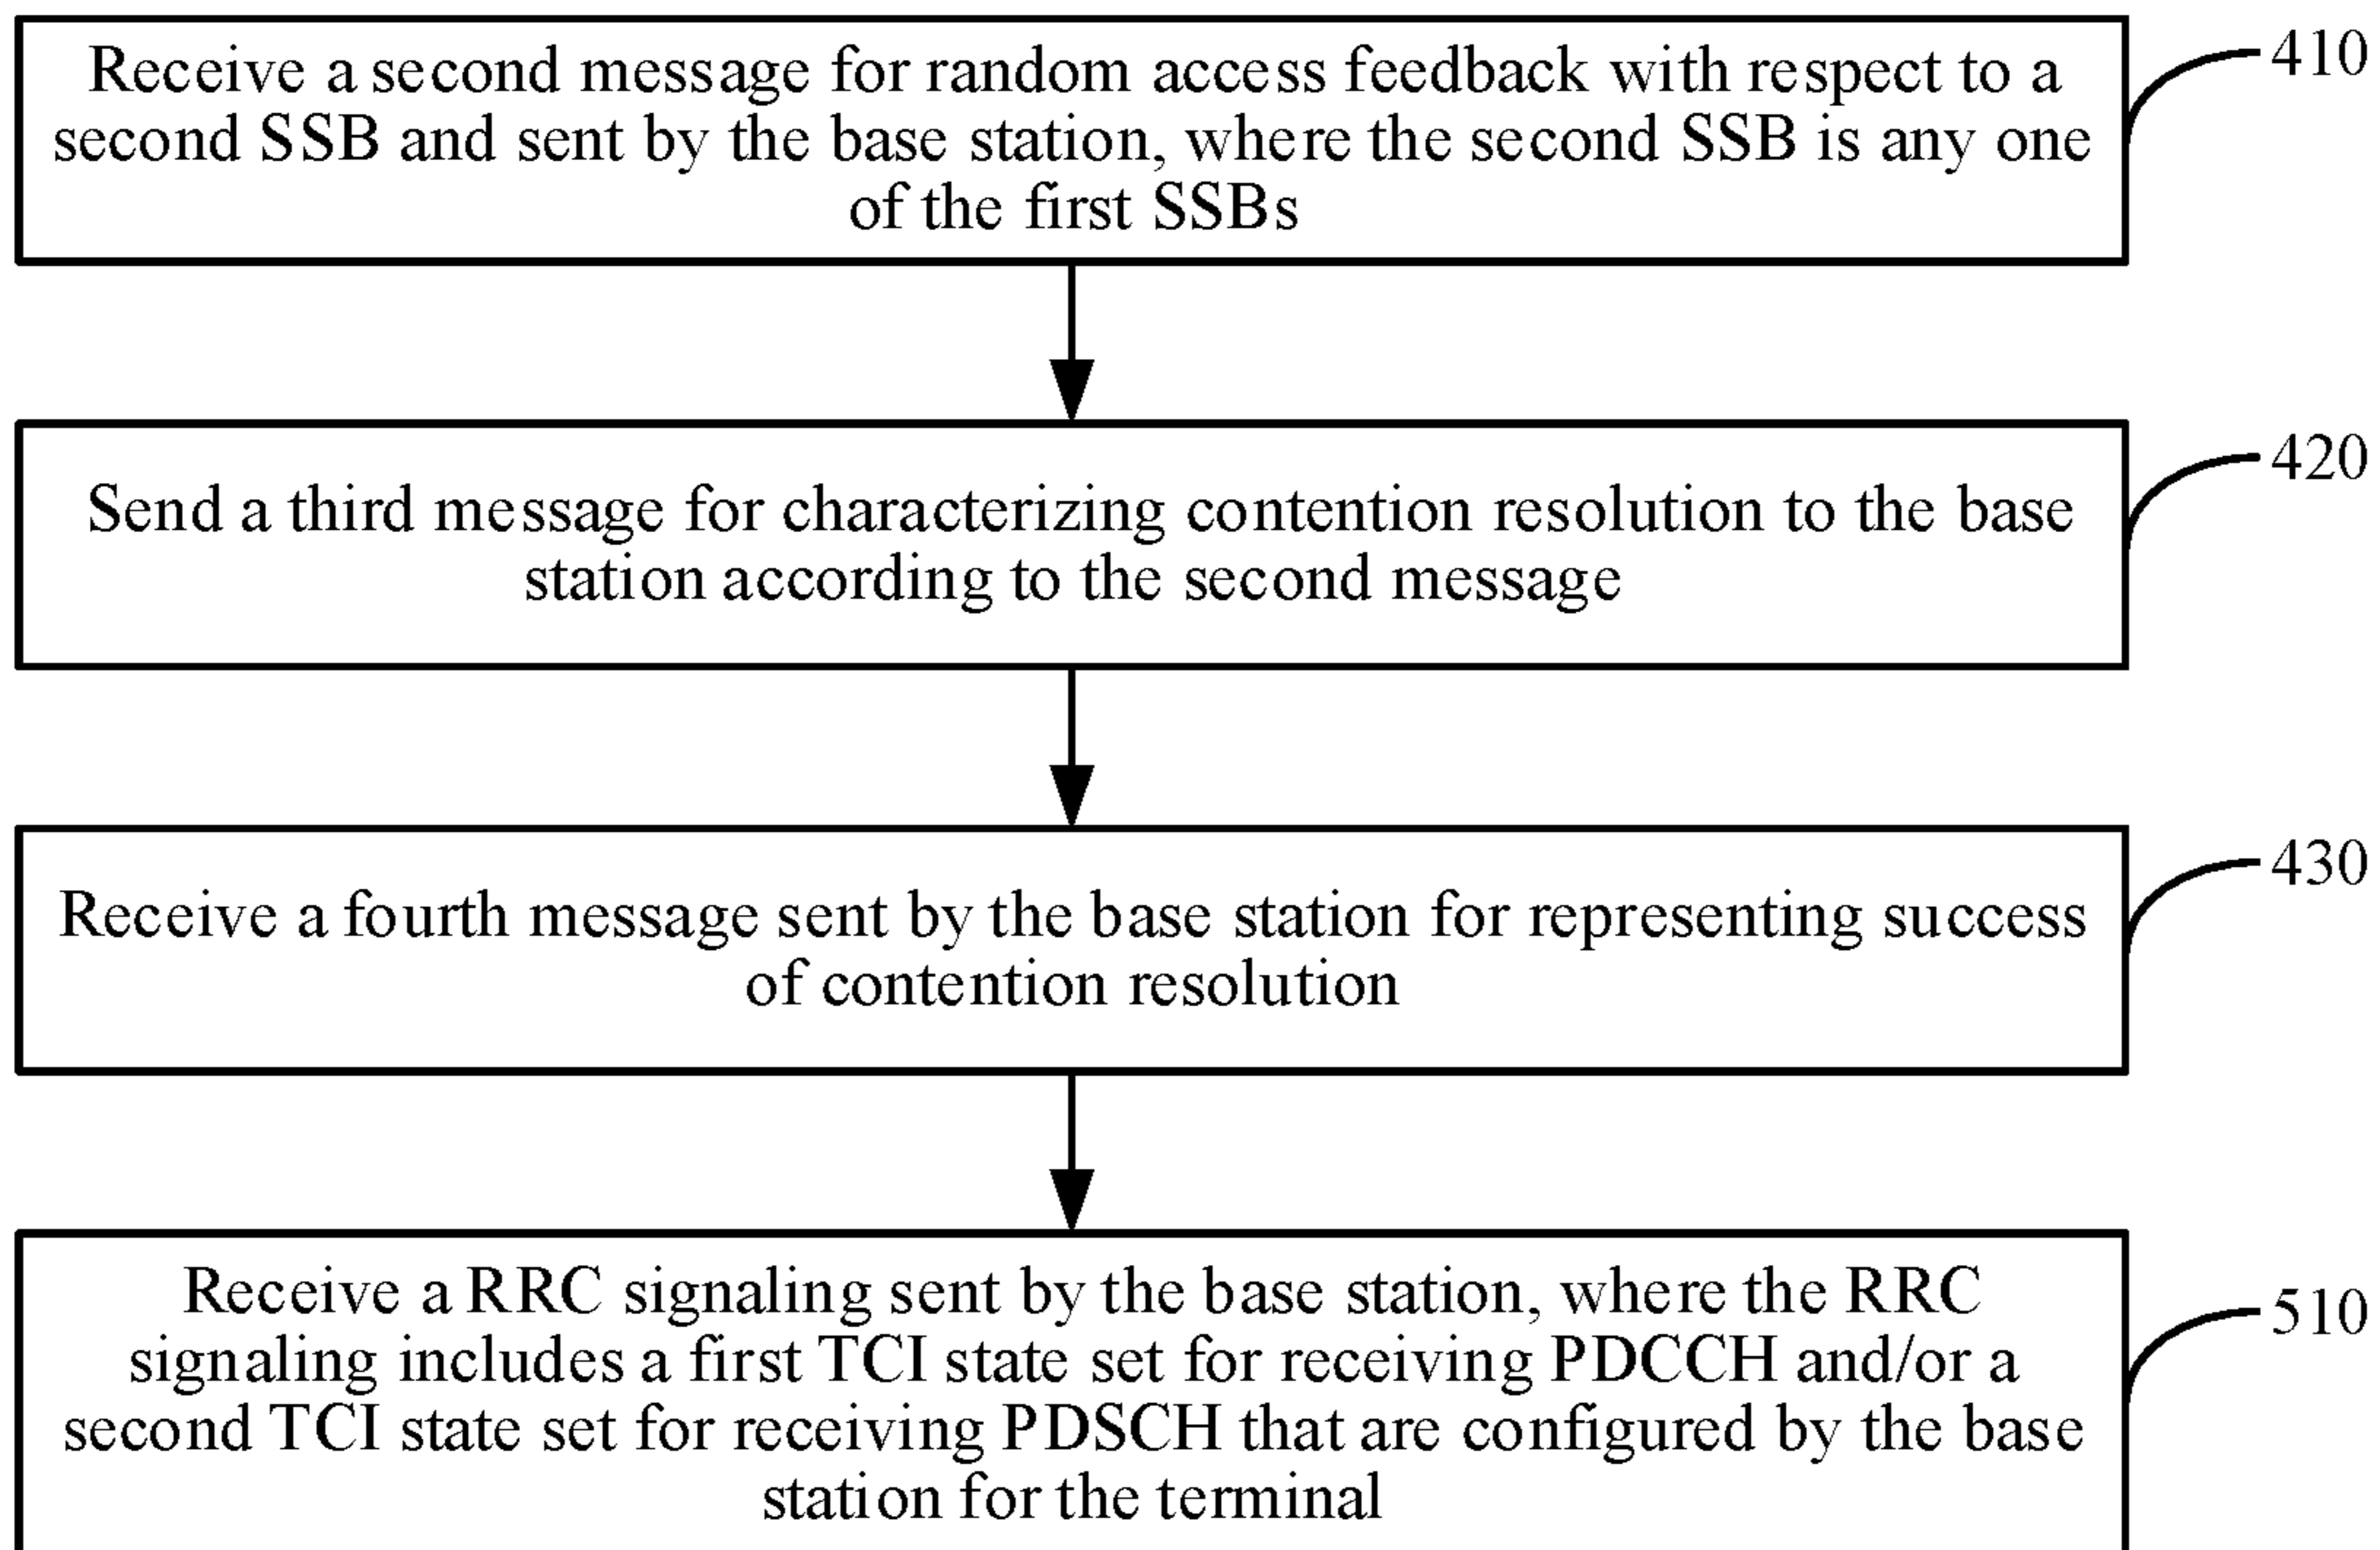 Receive a second message for random access feedback with respect to a
second SSB and sent by the base station, where the second SSB is any one
of the first SSBs
410
Send a third message for characterizing contention resolution to the base
station according to the second message
420
Receive a fourth message sent by the base station for representing success
of contention resolution
430
Receive a RRC signaling sent by the base station, where the RRC
signaling includes a first TCI state set for receiving PDCCH and/or a
second TCI state set for receiving PDSCH that are configured by the base
station for the terminal
510